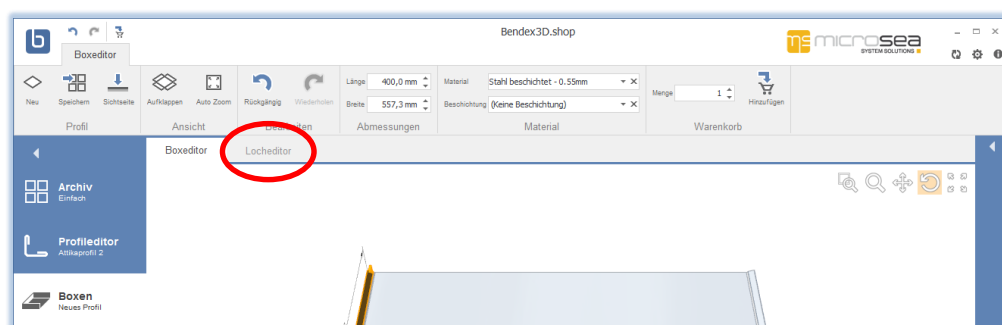 Bendex3D.shop
b
ms microsea
SYSTEM SOLUTIONS
Boxeditor
Neu Speichern Sichtseite Aufklappen Auto Zoom Rückgängig Wiederholen
Länge 400,0 mm
Breite 557,3 mm
Material Stahl beschichtet - 0.55mm
Beschichtung (Keine Beschichtung)
Menge 1
Hinzufügen
Profil Ansicht Bearbeiten Abmessungen Material Warenkorb
Boxeditor Locheditor
Archiv
Einfach
Profileditor
Attikaprofil 2
Boxen
Neues Profil